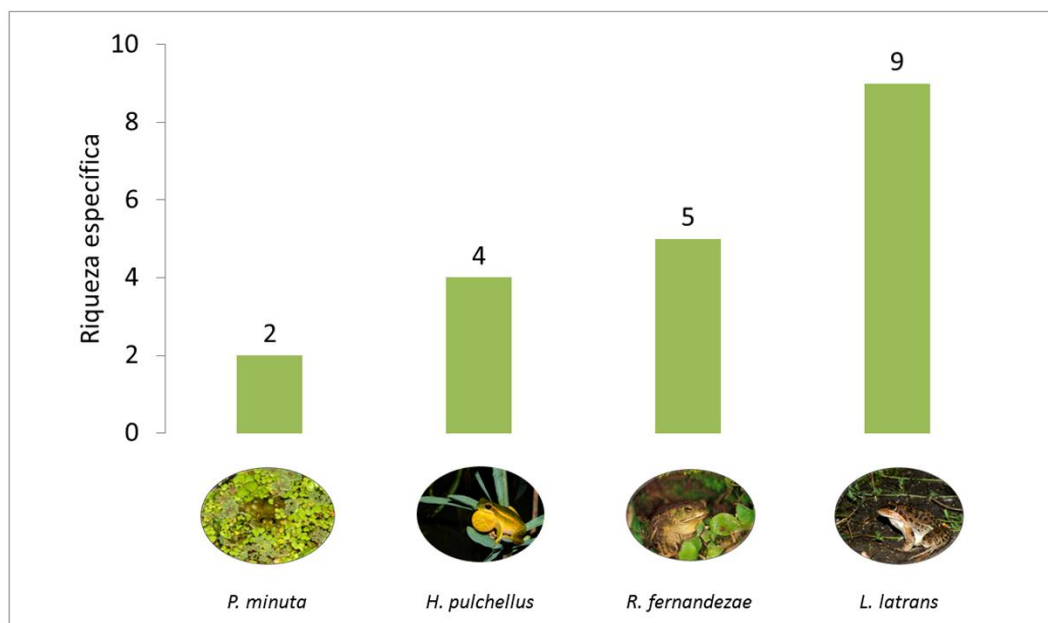 Riqueza específica
10
8
6
4
2
0
2
4
5
9
P. minuta
H. pulchellus
R. fernandezae
L. latrans